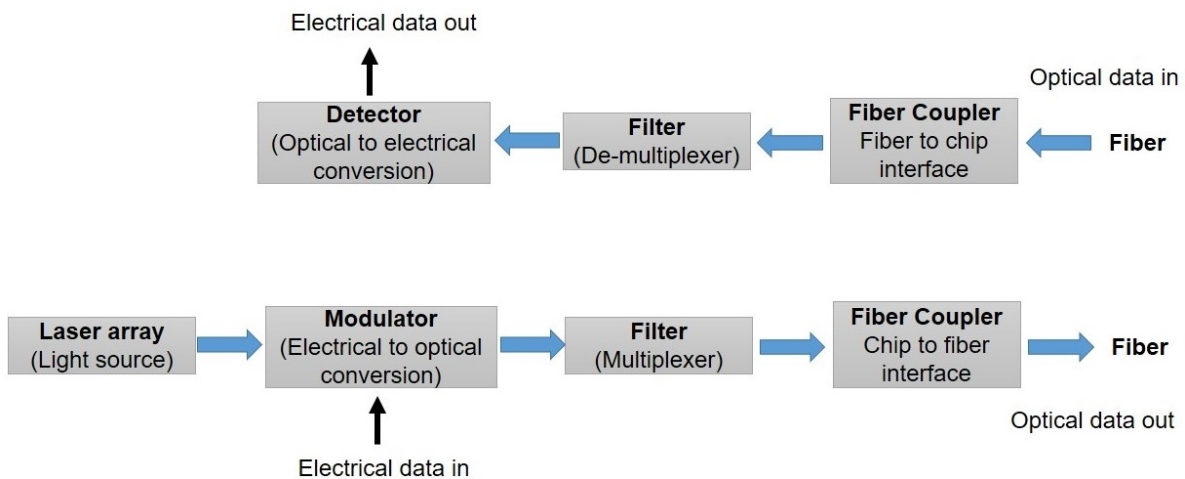 Electrical data out
Optical data in
Detector
(Optical to electrical
conversion)
Filter
(De-multiplexer)
Fiber Coupler
Fiber to chip
interface
Fiber
Laser array
(Light source)
Modulator
(Electrical to optical
conversion)
Filter
(Multiplexer)
Fiber Coupler
Chip to fiber
interface
Fiber
Optical data out
Electrical data in